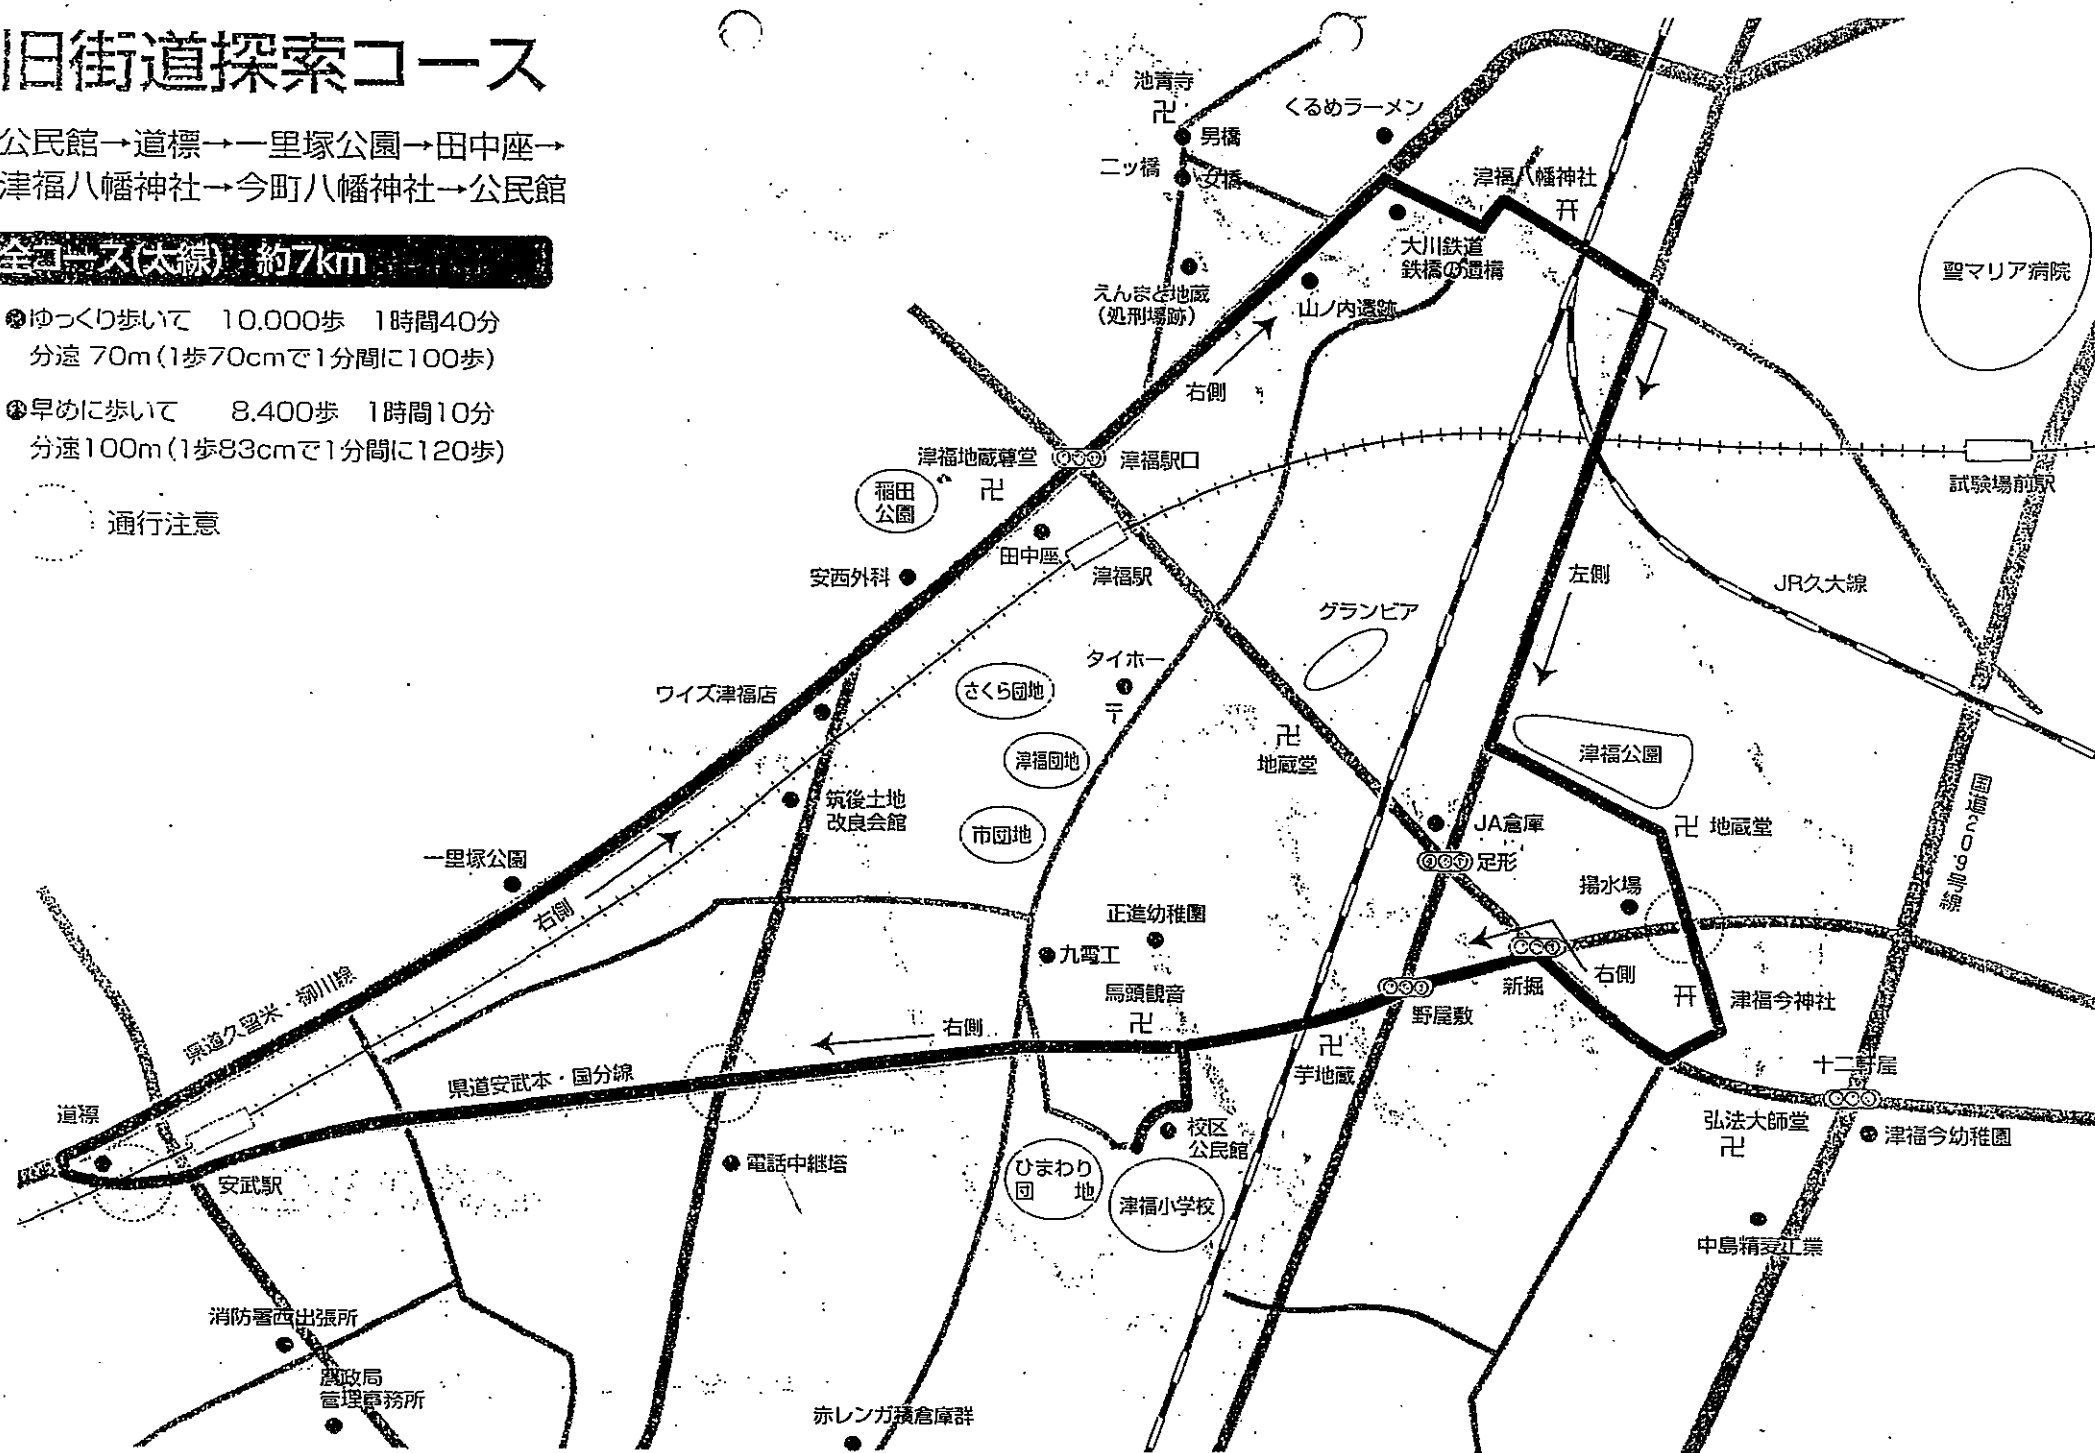 旧街道探索コース
公民館→道標→一里塚公園→田中座→
津福八幡神社→今町八幡神社→公民館
全コース(太線) 約7km
ゆっくり歩いて 10.000歩 1時間40分
分速 70m(1歩70cmで1分間に100歩)
早めに歩いて 8.400歩 1時間10分
分速100m(1歩83cmで1分間に120歩)
通行注意
男橋
二ッ橋
女橋
くるめラーメン
津福八幡神社
大川鉄道
鉄橋の遺構
山ノ内遺跡
えんまど地蔵
(処刑場跡)
右側
聖マリア病院
津福地蔵尊堂
津福駅口
稲田
公園
田中座
津福駅
安西外科
試験場前駅
左側
JR久大線
グランピア
タイホー
〒
さくら団地
ワイズ津福店
津福団地
地蔵堂
津福公園
筑後土地
改良会館
市団地
JA倉庫
足形
地蔵堂
国道209号線
一里塚公園
右側
揚水場
正進幼稚園
九電工
馬頭観音
右側
新掘
野屋敷
右側
津福今神社
県道久留米・柳川線
県道安武本・国分線
芋地蔵
十二軒屋
道標
安武駅
電話中継塔
校区
公民館
ひまわり
団地
津福小学校
弘法大師堂
津福今幼稚園
中島精麦工業
消防署西出張所
農政局
管理事務所
赤レンガ積倉庫群